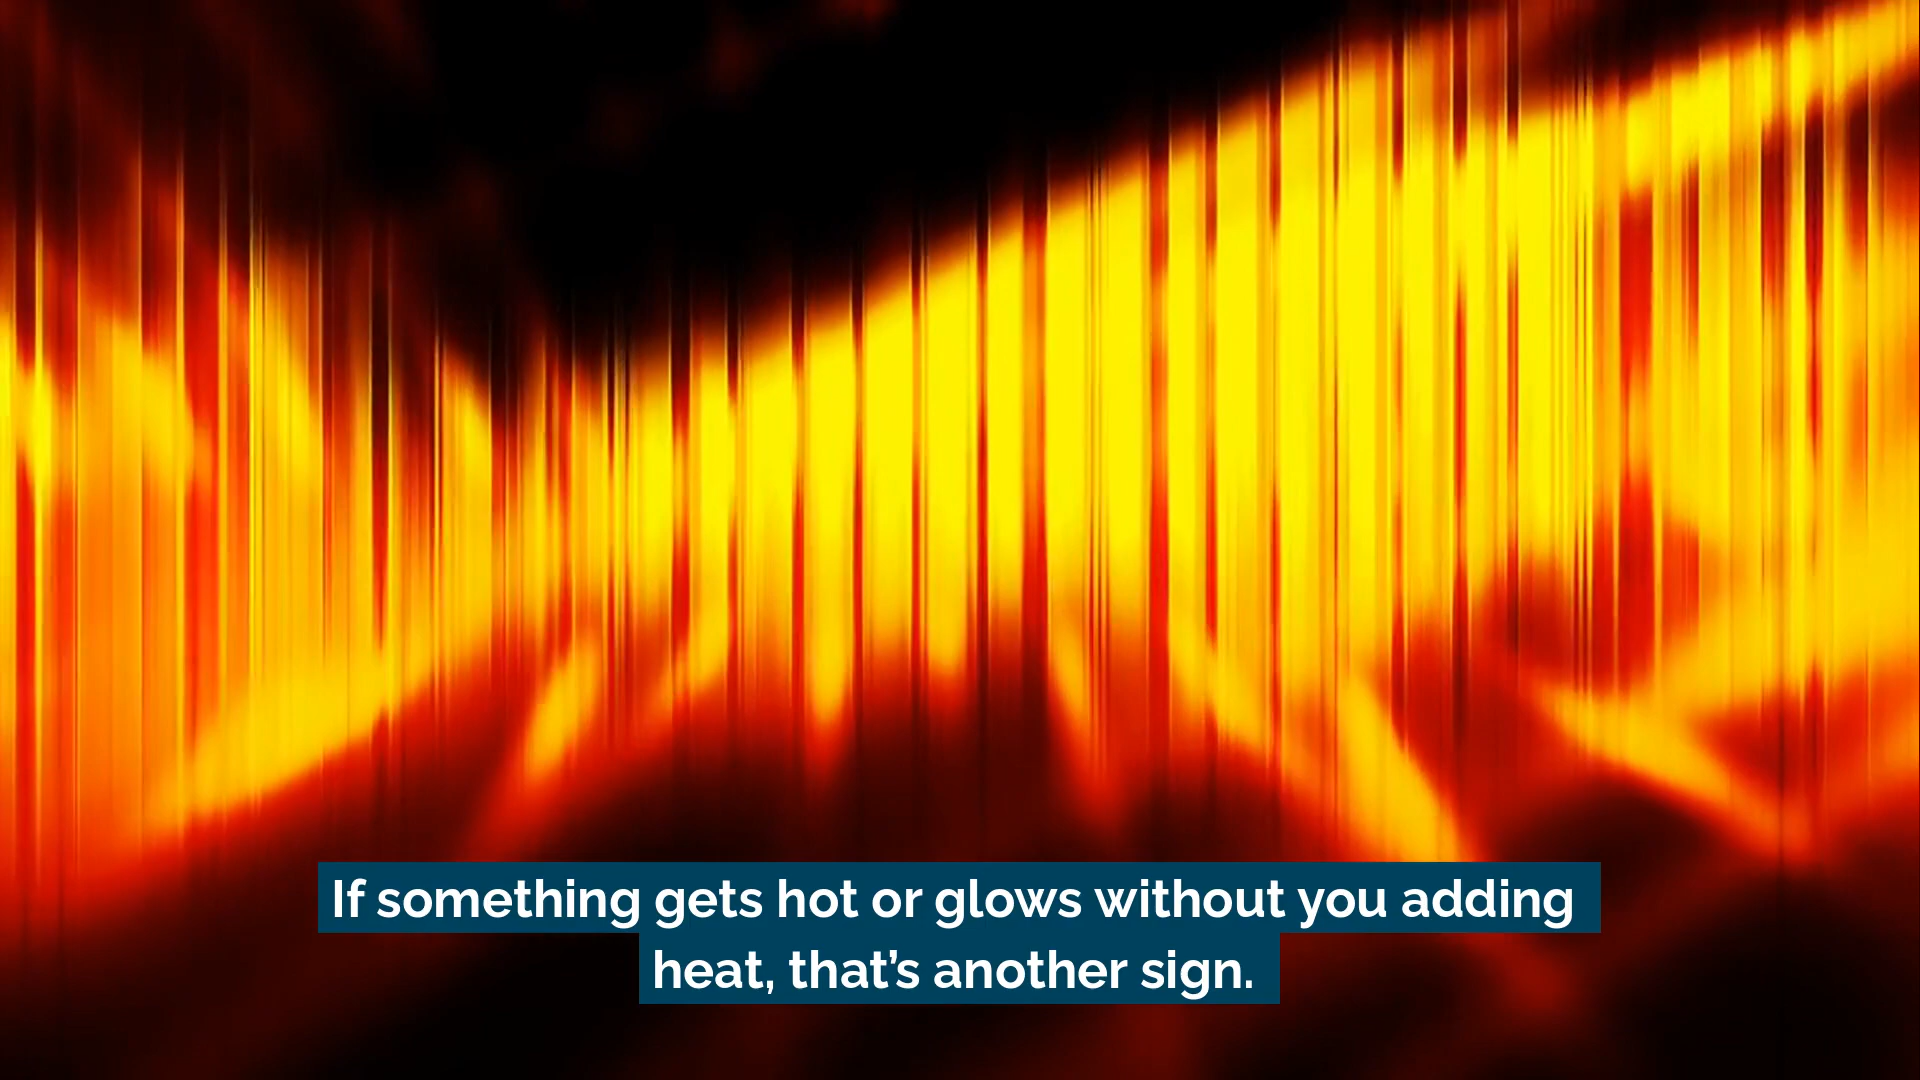 If something gets hot or glows without you adding
heat, that’s another sign.